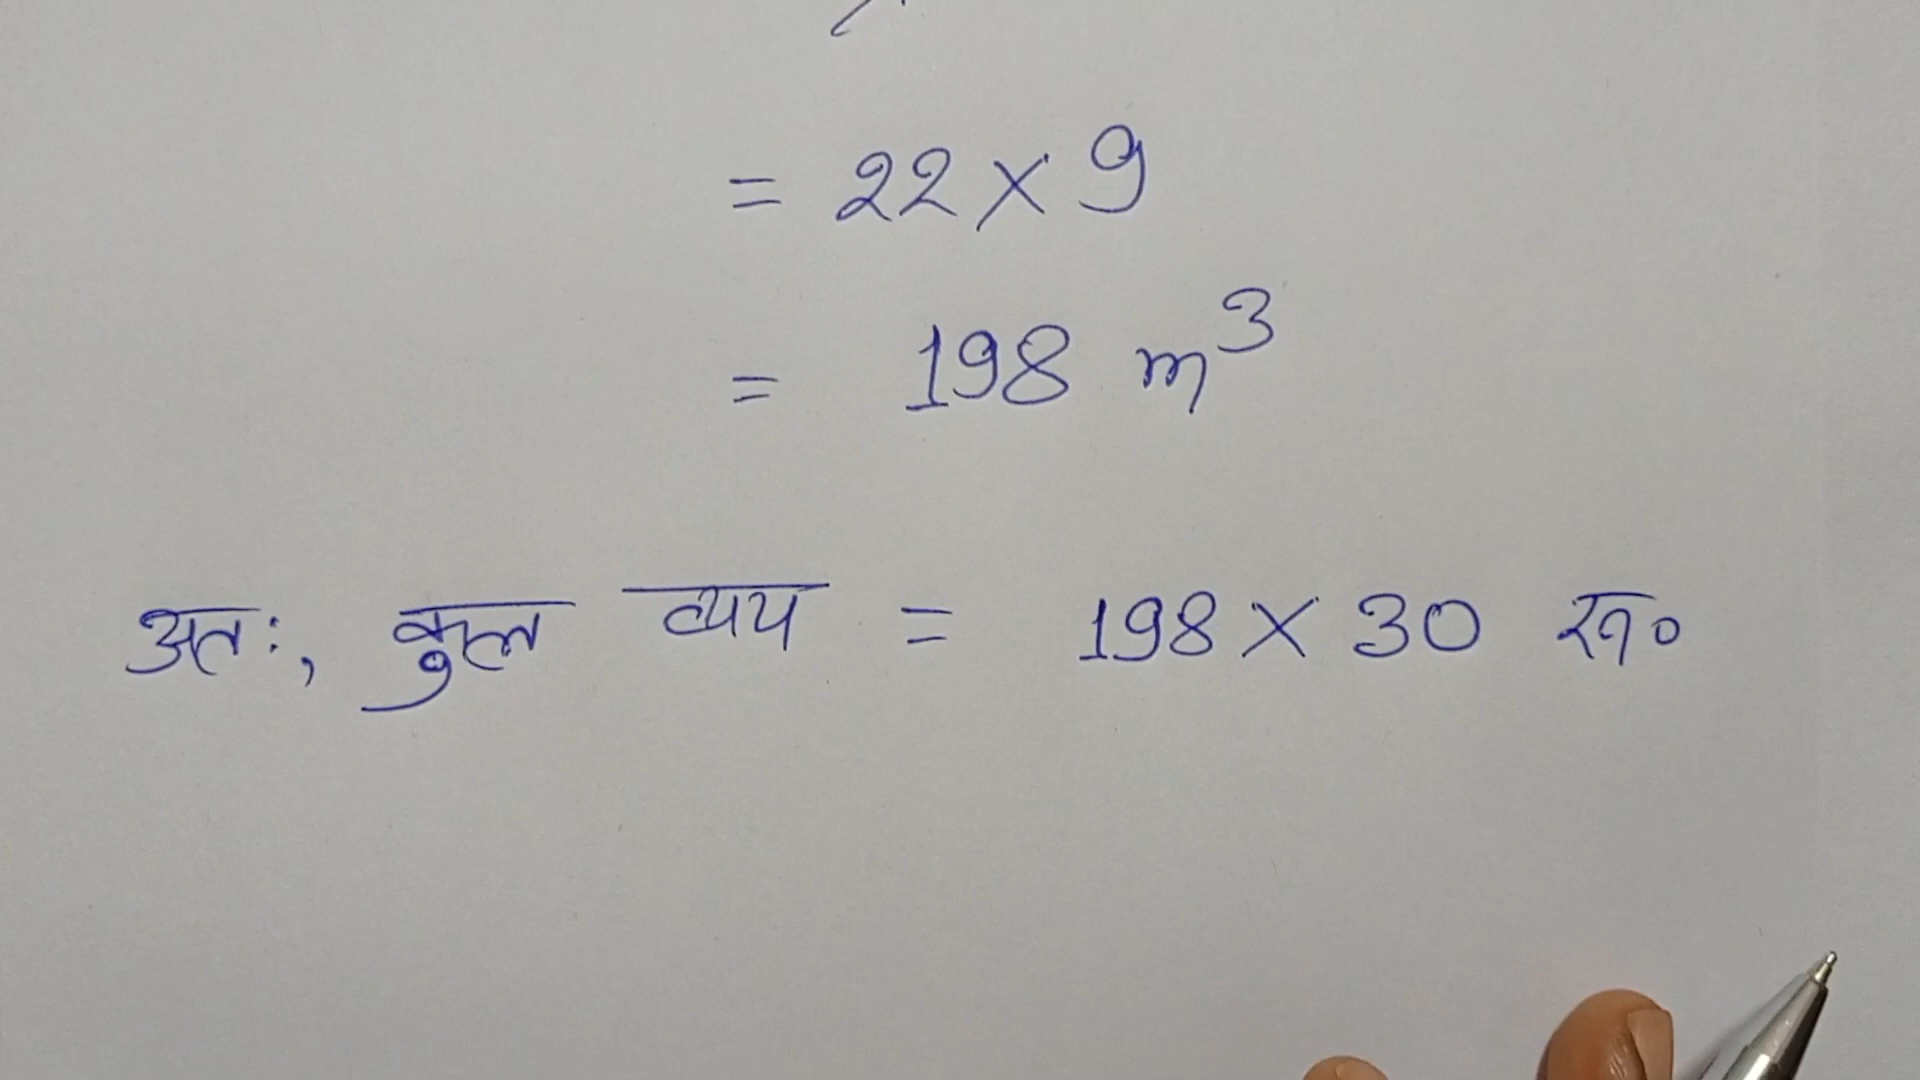 = 22 × 9
= 198 m³
अतः, कुल व्यय = 198 × 30 रु०